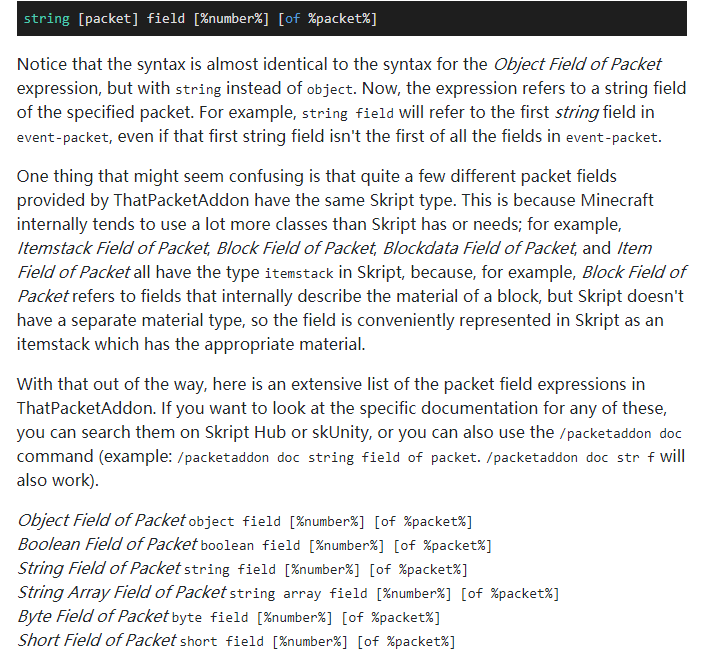 string [packet] field [%number%] [of %packet%]
Notice that the syntax is almost identical to the syntax for the Object Field of Packet
expression, but with string instead of object. Now, the expression refers to a string field
of the specified packet. For example, string field will refer to the first string field in
event-packet, even if that first string field isn't the first of all the fields in event-packet.
One thing that might seem confusing is that quite a few different packet fields
provided by ThatPacketAddon have the same Skript type. This is because Minecraft
internally tends to use a lot more classes than Skript has or needs; for example,
Itemstack Field of Packet, Block Field of Packet, Blockdata Field of Packet, and Item
Field of Packet all have the type itemstack in Skript, because, for example, Block Field of
Packet refers to fields that internally describe the material of a block, but Skript doesn't
have a separate material type, so the field is conveniently represented in Skript as an
itemstack which has the appropriate material.
With that out of the way, here is an extensive list of the packet field expressions in
ThatPacketAddon. If you want to look at the specific documentation for any of these,
you can search them on Skript Hub or skUnity, or you can also use the /packetaddon doc
command (example: /packetaddon doc string field of packet. /packetaddon doc str f will
also work).
Object Field of Packet object field [%number%] [of %packet%]
Boolean Field of Packet boolean field [%number%] [of %packet%]
String Field of Packet string field [%number%] [of %packet%]
String Array Field of Packet string array field [%number%] [of %packet%]
Byte Field of Packet byte field [%number%] [of %packet%]
Short Field of Packet short field [%number%] [of %packet%]